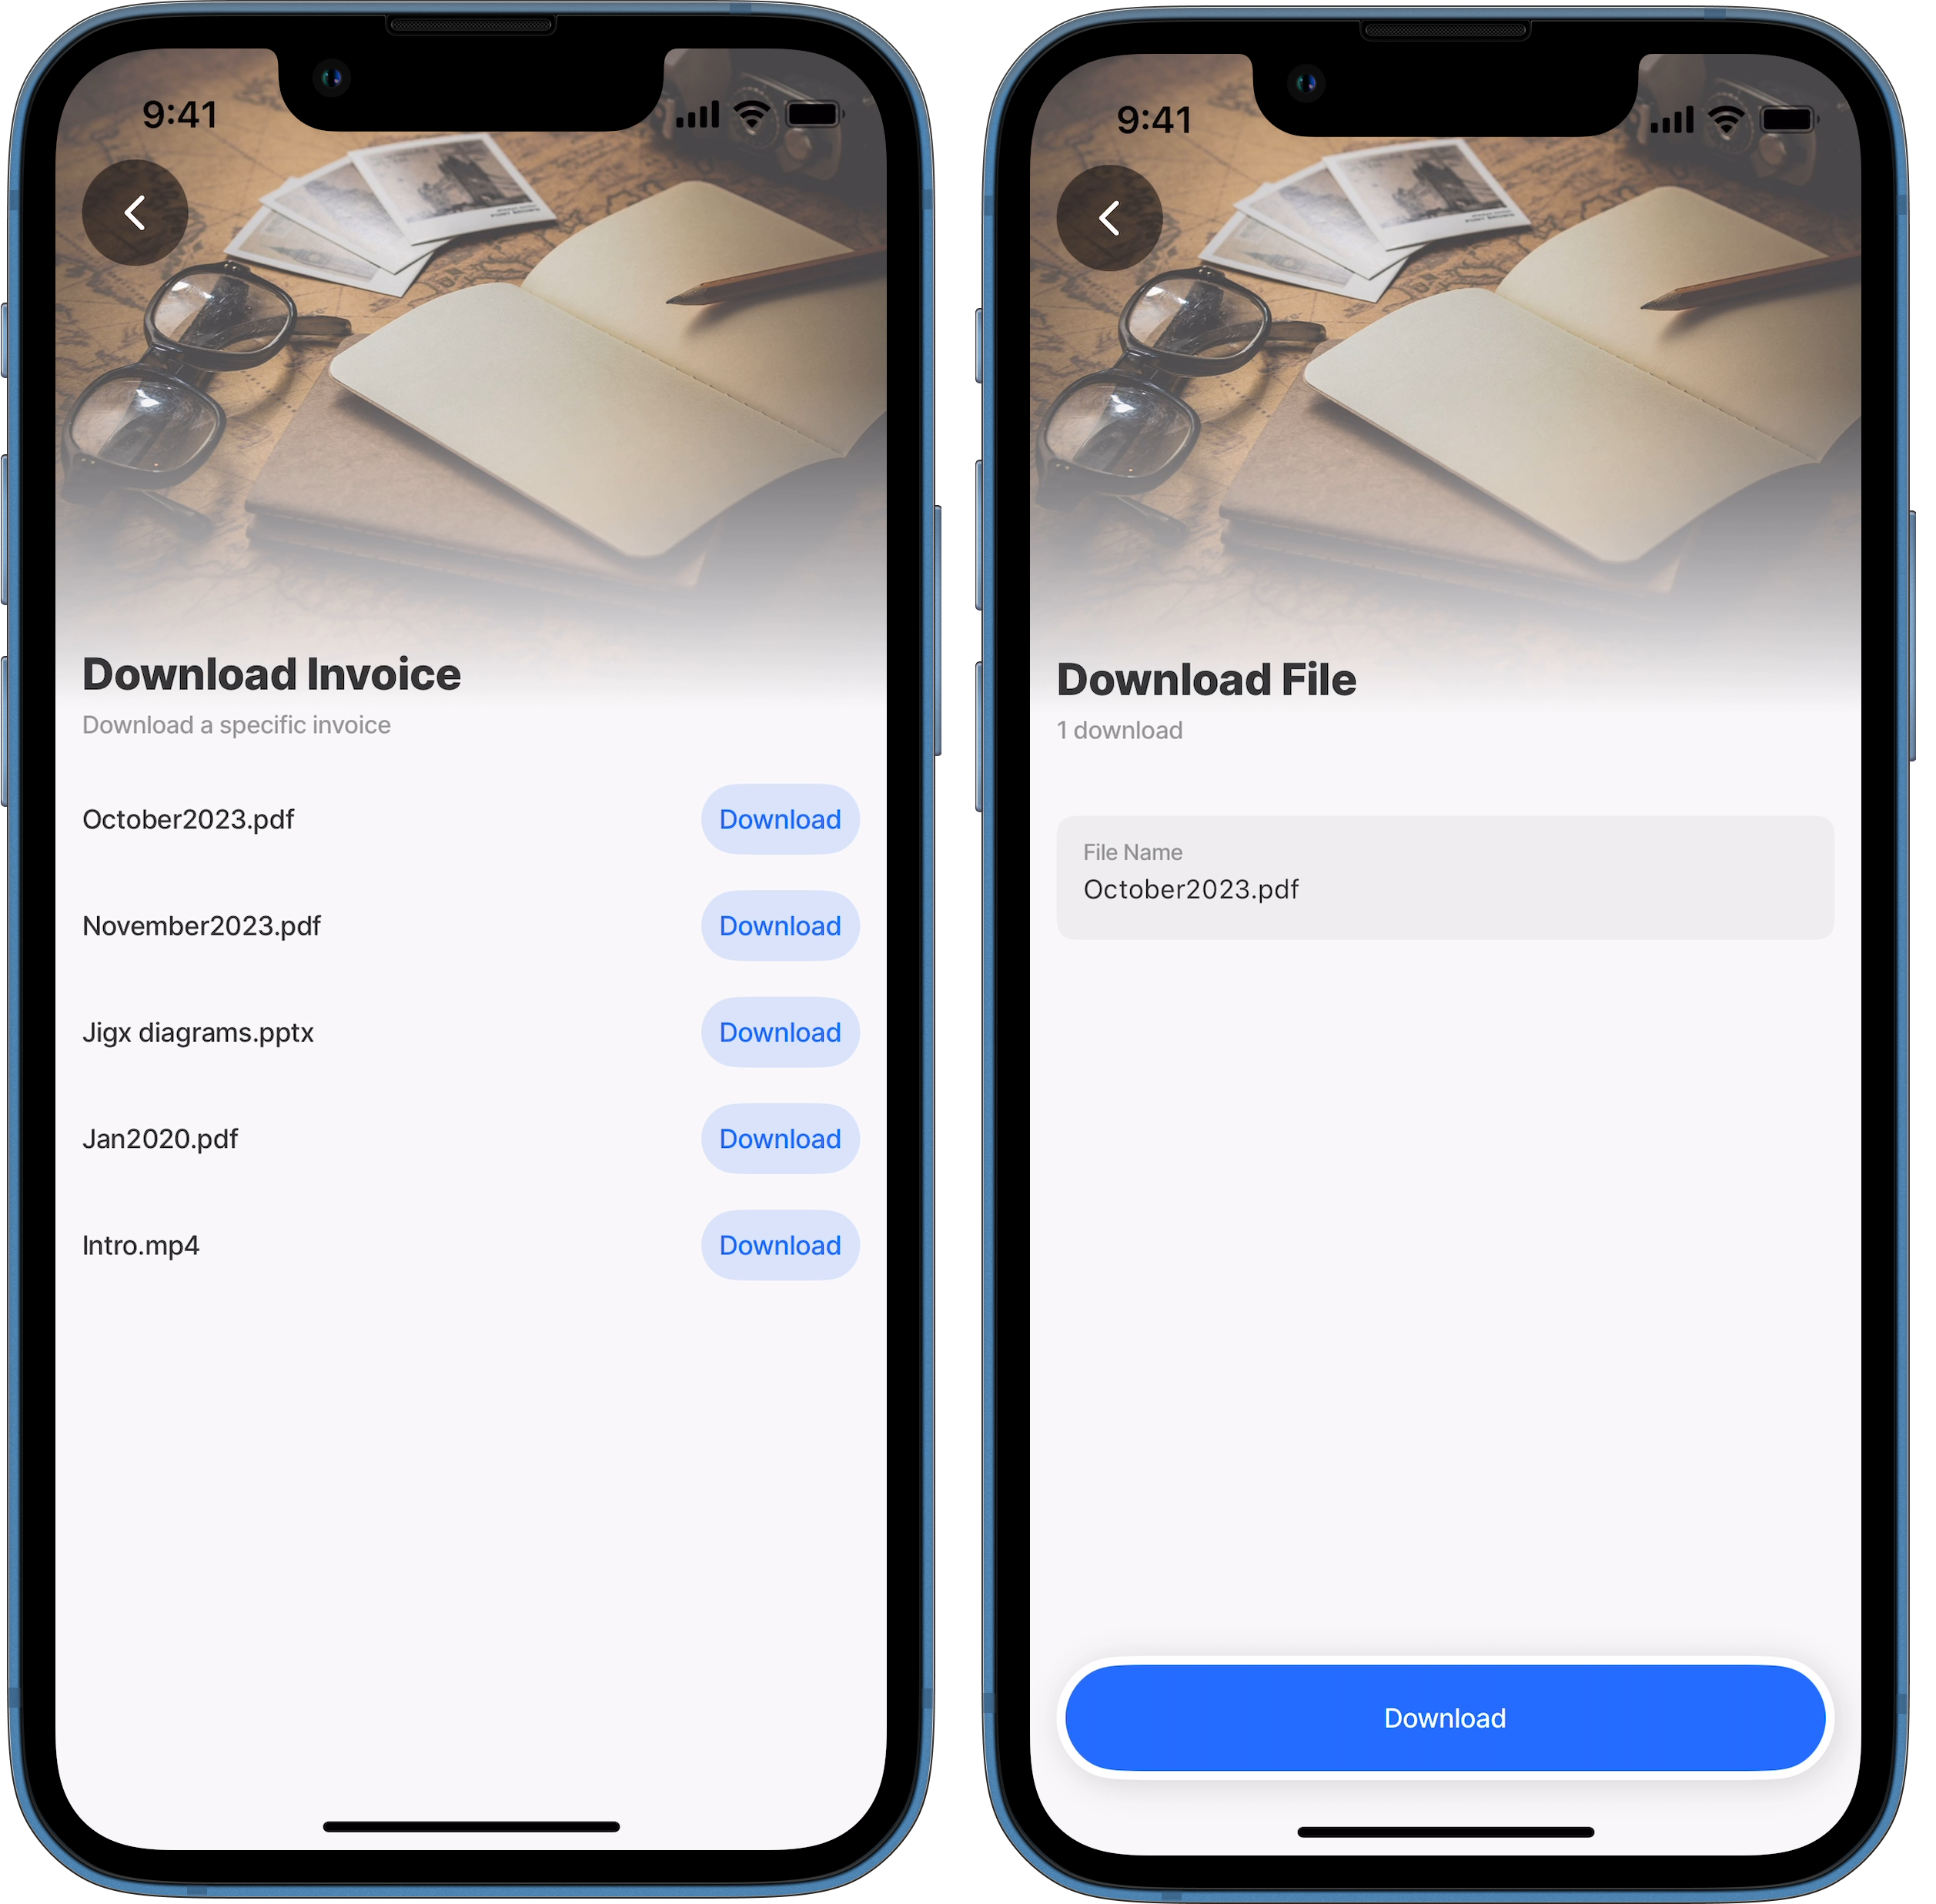 9:41
Download Invoice
Download a specific invoice
October2023.pdf Download
November2023.pdf Download
Jigx diagrams.pptx Download
Jan2020.pdf Download
Intro.mp4 Download
9:41
Download File
1 download
File Name
October2023.pdf
Download